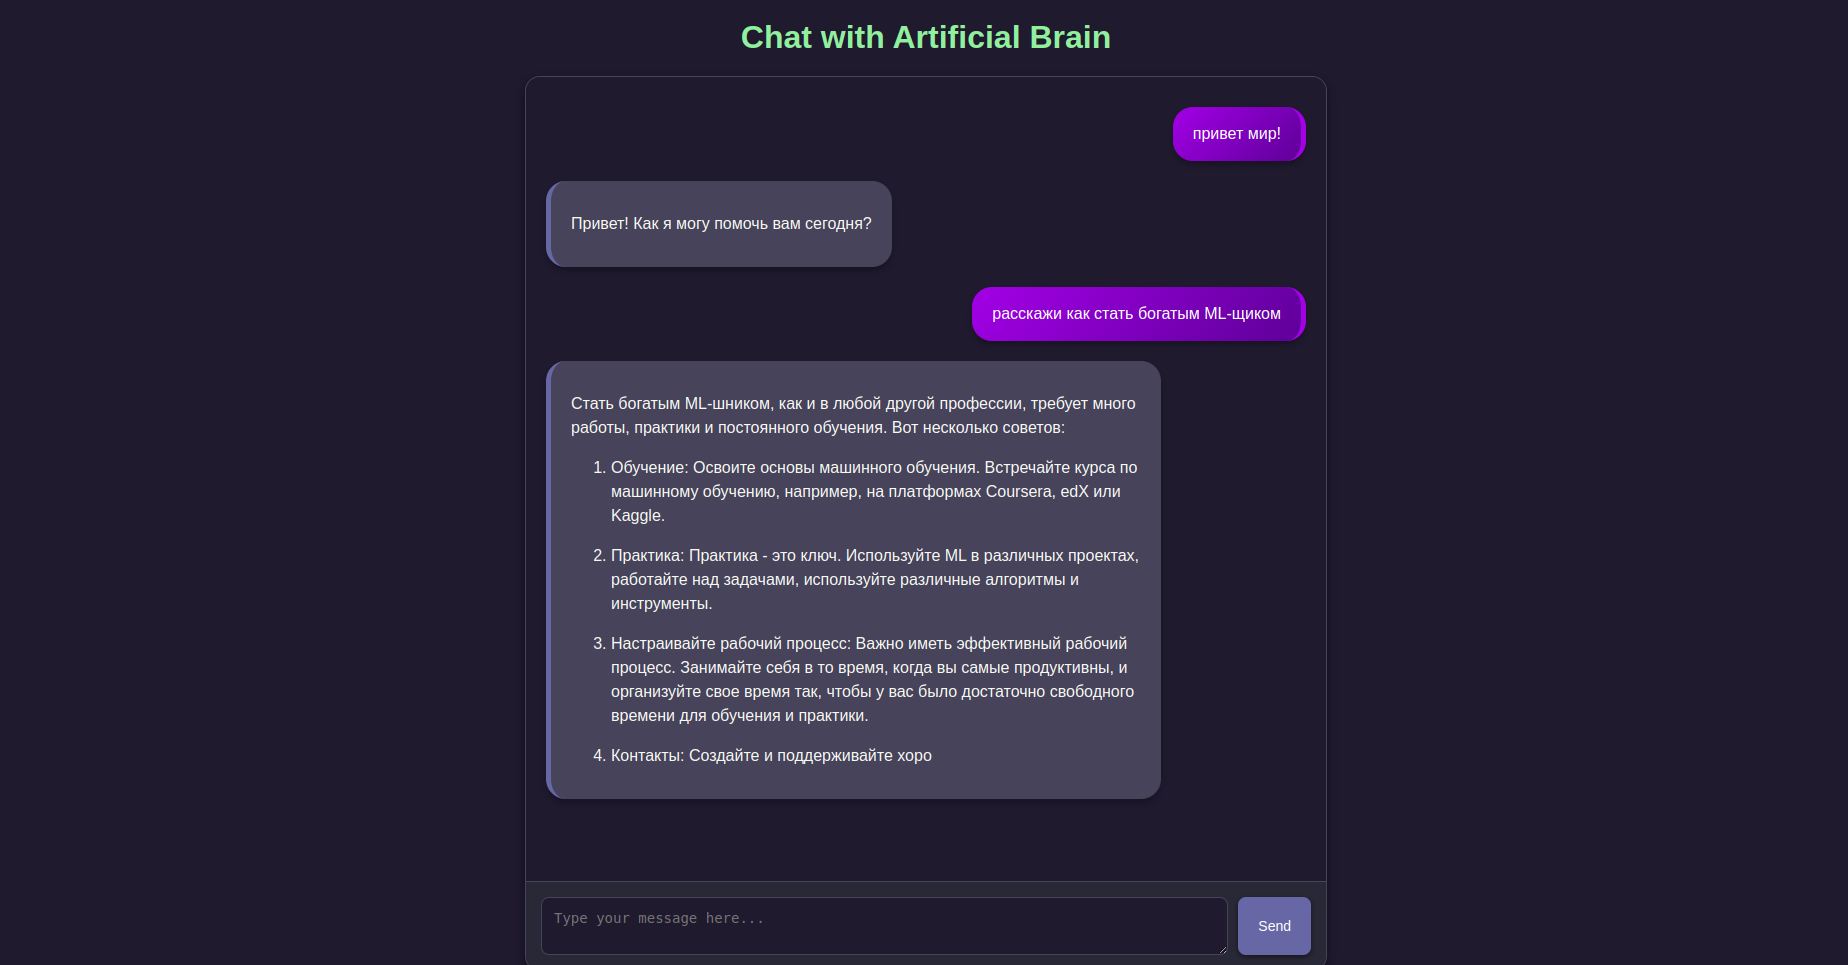 Chat with Artificial Brain
привет мир!
Привет! Как я могу помочь вам сегодня?
расскажи как стать богатым ML-щиком
Стать богатым ML-шником, как и в любой другой профессии, требует много
работы, практики и постоянного обучения. Вот несколько советов:
1. Обучение: Освоите основы машинного обучения. Встречайте курса по
машинному обучению, например, на платформах Coursera, edX или
Kaggle.
2. Практика: Практика - это ключ. Используйте ML в различных проектах,
работайте над задачами, используйте различные алгоритмы и
инструменты.
3. Настраивайте рабочий процесс: Важно иметь эффективный рабочий
процесс. Занимайте себя в то время, когда вы самые продуктивны, и
организуйте свое время так, чтобы у вас было достаточно свободного
времени для обучения и практики.
4. Контакты: Создайте и поддерживайте хоро
Type your message here...
Send